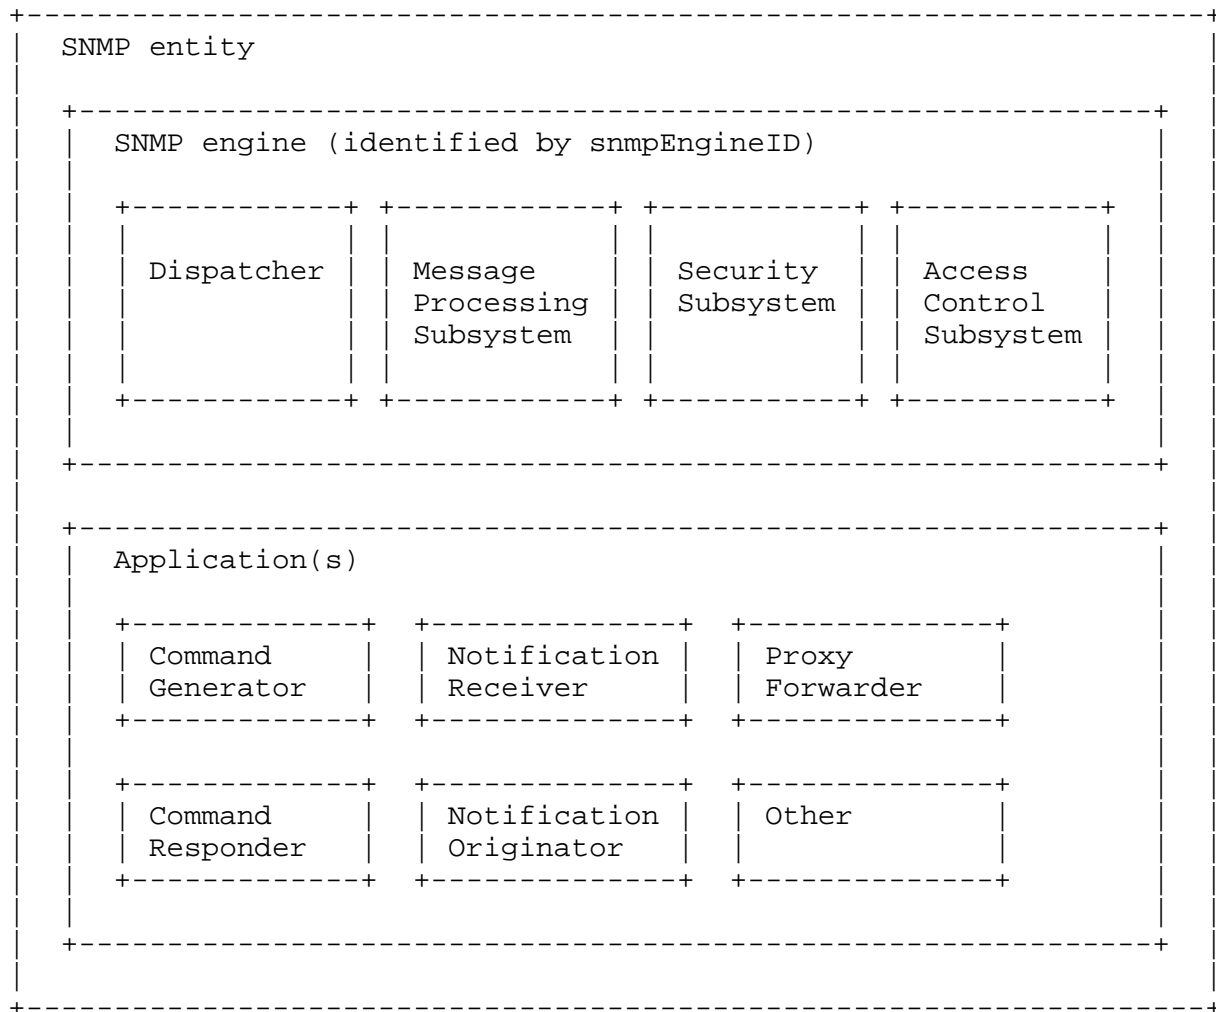 SNMP entity
SNMP engine (identified by snmpEngineID)
Dispatcher Message Security Access
Processing Subsystem Control
Subsystem Subsystem
Application(s)
Command Notification Proxy
Generator Receiver Forwarder
Command Notification Other
Responder Originator